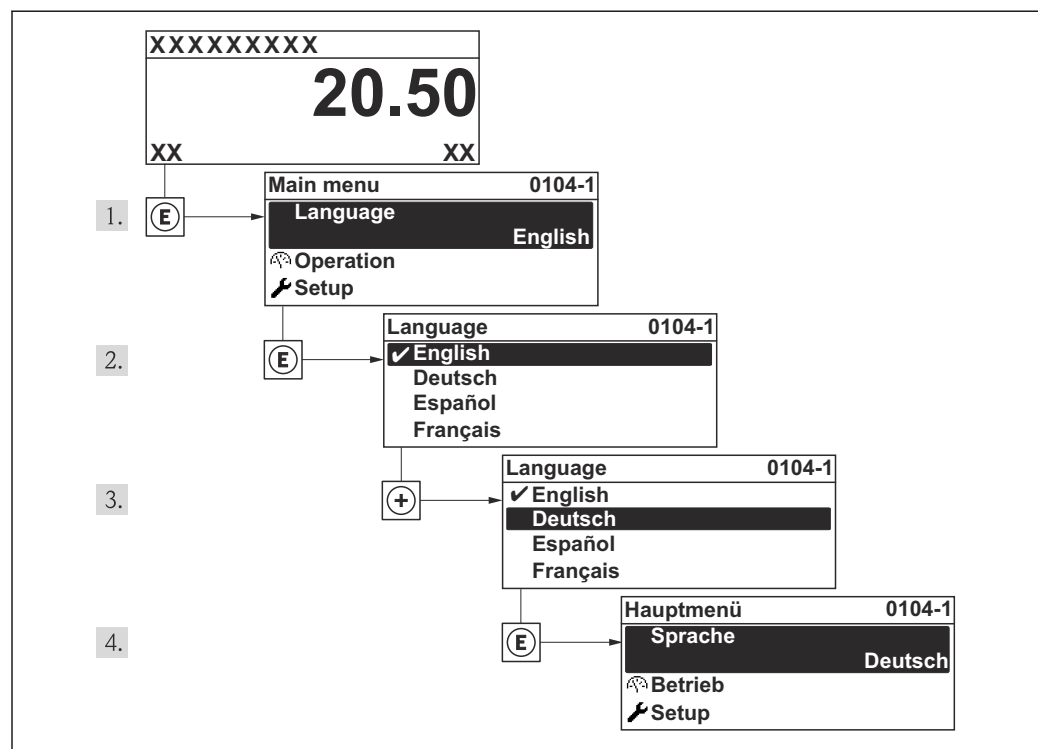 XXXXXXXXX
20.50
XX XX
1. E
Main menu 0104-1
Language
English
Operation
Setup
2. E
Language 0104-1
✔ English
Deutsch
Español
Français
3. +
Language 0104-1
✔ English
Deutsch
Español
Français
4. E
Hauptmenü 0104-1
Sprache
Deutsch
Betrieb
Setup